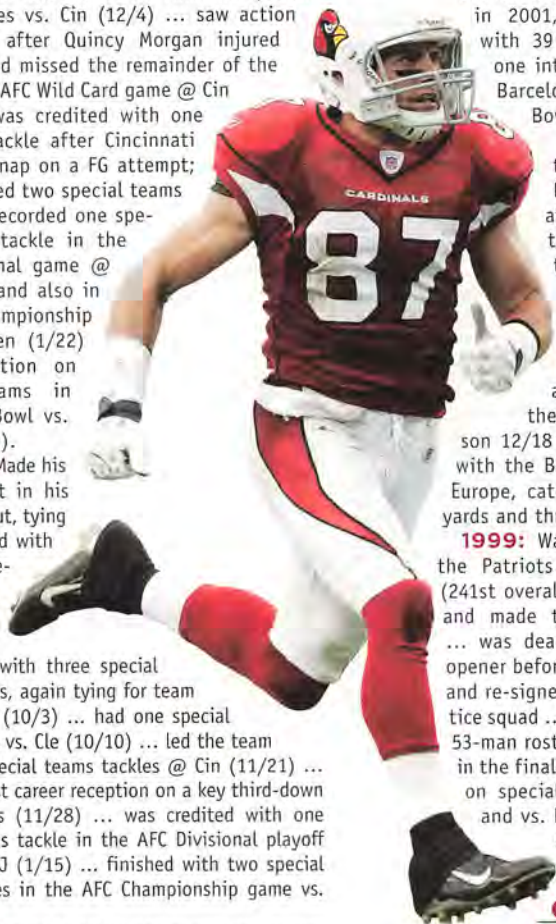 es vs. Cin (12/4) ... saw action
after Quincy Morgan injured
d missed the remainder of the
AFC Wild Card game @ Cin
was credited with one
ackle after Cincinnati
nap on a FG attempt;
ed two special teams
ecorded one spe-
tackle in the
nal game @
and also in
mpionship
en (1/22)
tion on
ams in
Bowl vs.
).
Made his
t in his
ut, tying
d with
e-
with three special
s, again tying for team
(10/3) ... had one special
vs. Cle (10/10) ... led the team
ecial teams tackles @ Cin (11/21) ...
t career reception on a key third-down
s (11/28) ... was credited with one
s tackle in the AFC Divisional playoff
J (1/15) ... finished with two special
es in the AFC Championship game vs.
CARDINALS
87
87
in 2001,
with 39
one int
Barcelo
Bow
t
a
t
the
son 12/18
with the B
Europe, cat
yards and th
1999: Wa
the Patriots
(241st overal
and made t
... was dea
opener befor
and re-signe
tice squad ..
53-man rost
in the final
on special
and vs. I